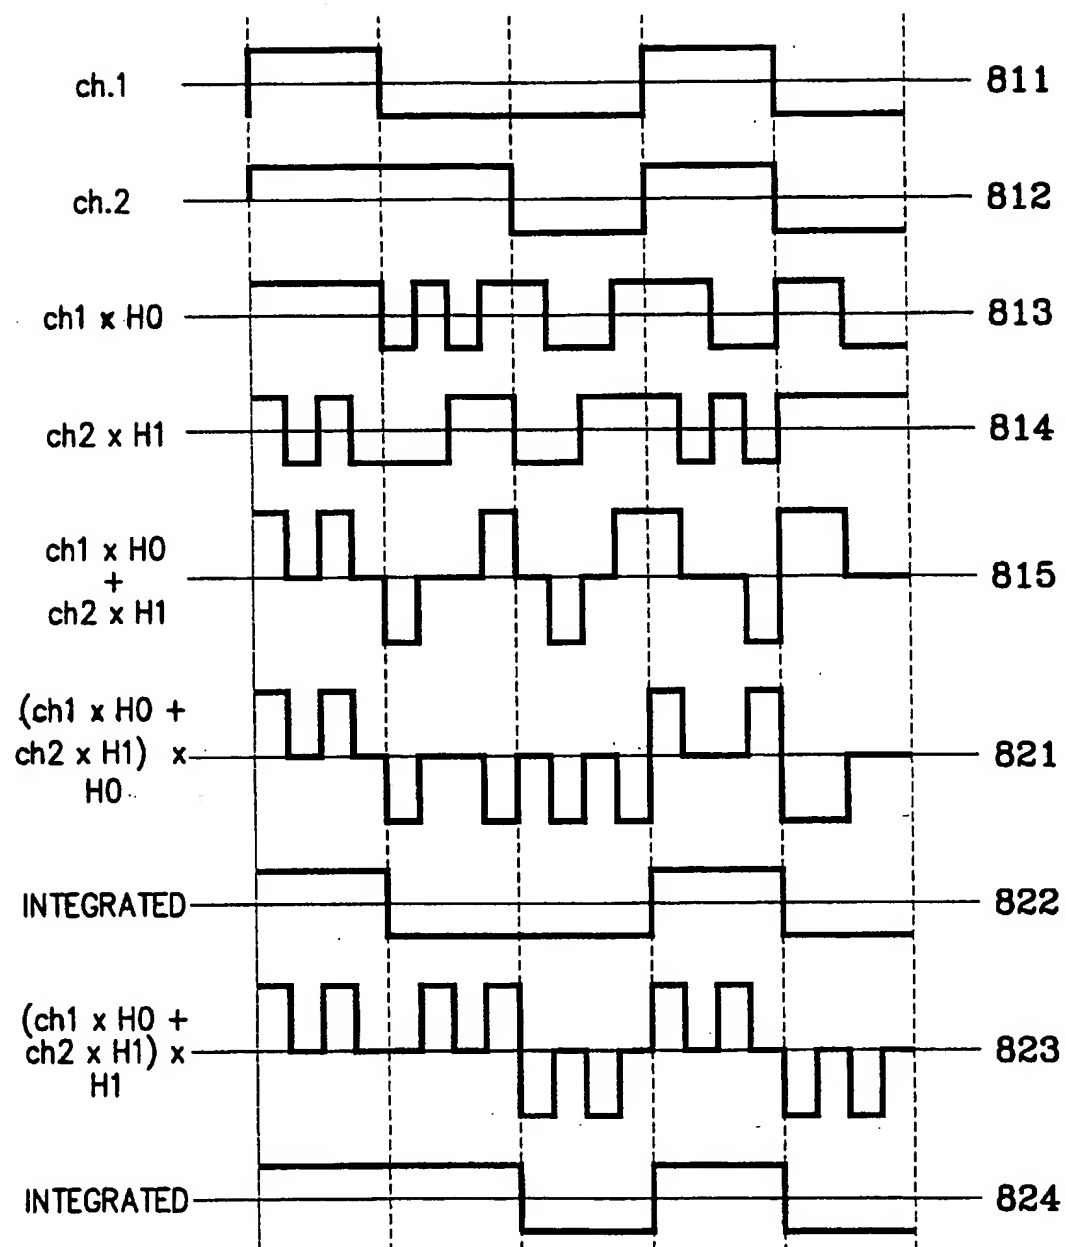 ch.1
811
ch.2
812
ch1 x H0
813
ch2 x H1
814
ch1 x H0
+
ch2 x H1
815
(ch1 x H0 +
ch2 x H1) x
H0
821
INTEGRATED
822
(ch1 x H0 +
ch2 x H1) x
H1
823
INTEGRATED
824